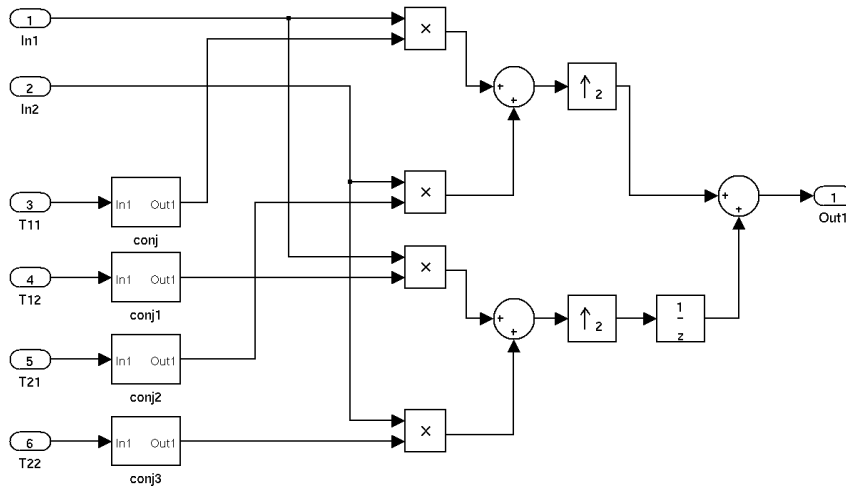 1
In1
×
2
In2
+
+
↑2
3
T11
In1 Out1
conj
×
+
+
1
Out1
4
T12
In1 Out1
conj1
×
5
T21
In1 Out1
conj2
+
+
↑2
1
z
6
T22
In1 Out1
conj3
×